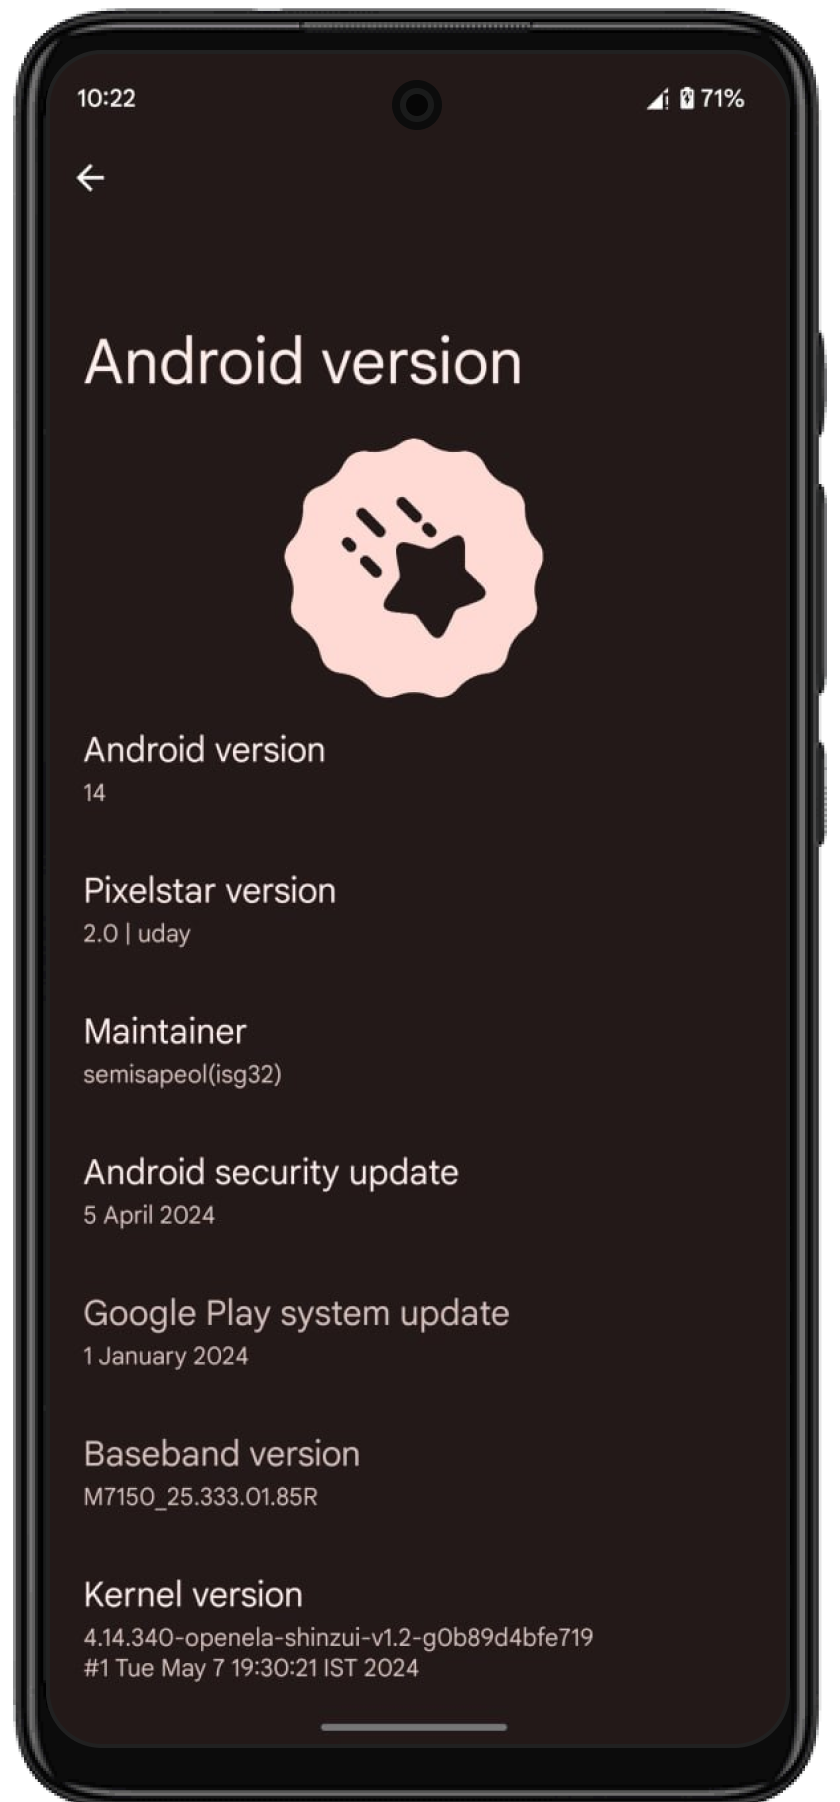 10:22
71%
Android version
Android version
14
Pixelstar version
2.0 | uday
Maintainer
semisapeol(isg32)
Android security update
5 April 2024
Google Play system update
1 January 2024
Baseband version
M7150_25.333.01.85R
Kernel version
4.14.340-openela-shinzui-v1.2-g0b89d4bfe719
#1 Tue May 7 19:30:21 IST 2024